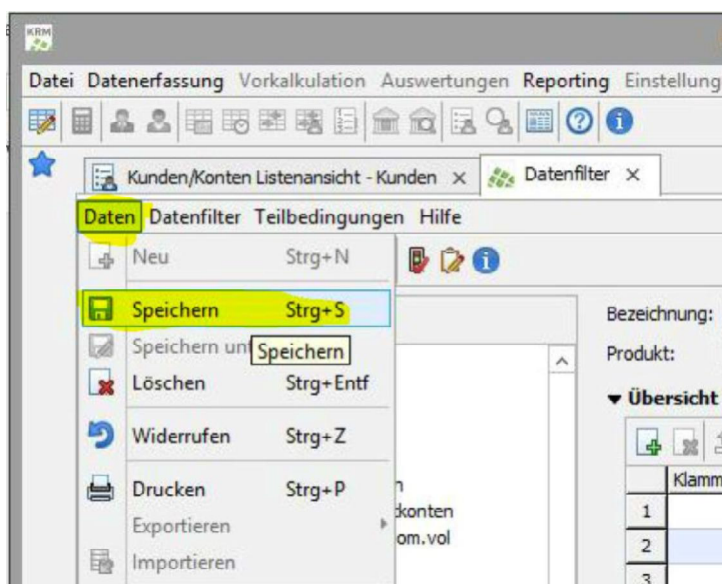 KRM
Datei Datenerfassung Vorkalkulation Auswertungen Reporting Einstellung
Kunden/Konten Listenansicht - Kunden × Datenfilter ×
Daten Datenfilter Teilbedingungen Hilfe
Neu Strg+N
Speichern Strg+S
Bezeichnung:
Speichern unt
Speichern
Produkt:
Löschen Strg+Entf
Übersicht
Widerrufen Strg+Z
Klamm
Drucken Strg+P
1
konten
Exportieren
om.vol
2
Importieren
3